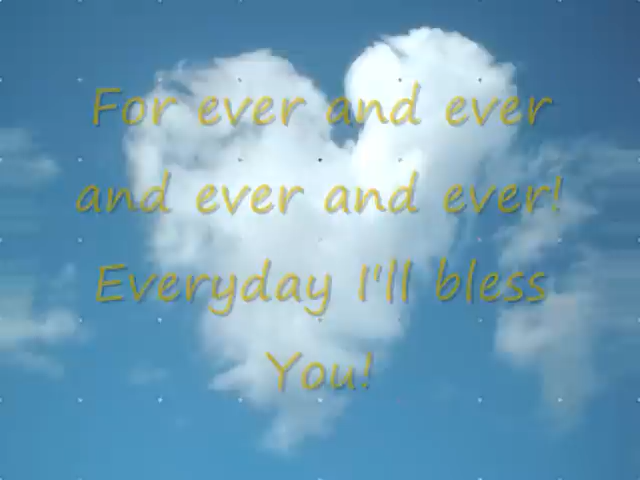 For ever and ever
and ever and ever!
Everyday I'll bless
You!